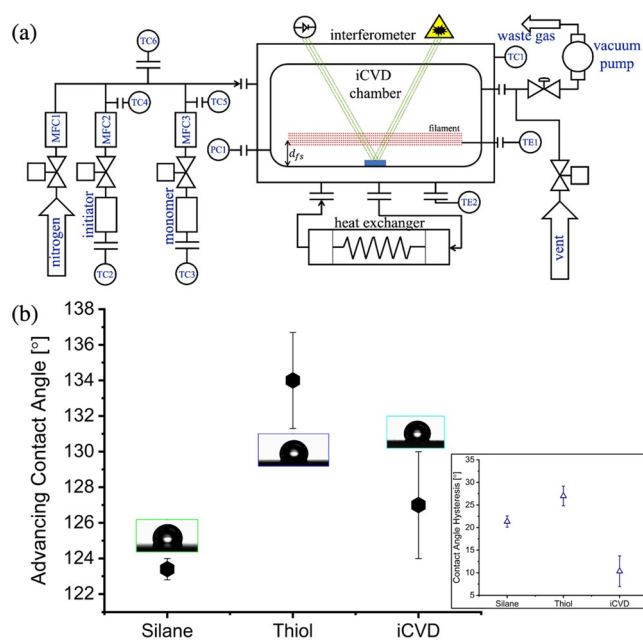 (a)
TC6
interferometer
waste gas
vacuum
pump
TC1
iCVD
chamber
MFC1
MFC2
MFC3
TC4
TC5
filament
PC1
d_fs
TE1
TE2
nitrogen
initiator
monomer
heat exchanger
vent
TC2
TC3
(b)
138
136
134
132
130
128
126
124
122
Advancing Contact Angle [°]
Silane
Thiol
iCVD
35
30
25
20
15
10
5
Contact Angle Hysteresis [°]
Silane
Thiol
iCVD